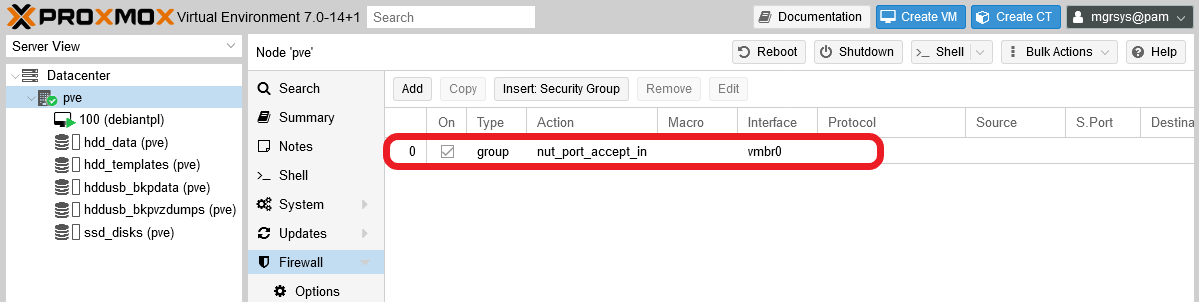 PROXMOX Virtual Environment 7.0-14+1 Search Documentation Create VM Create CT mgrsys@pam
Server View
Node 'pve' Reboot Shutdown >_ Shell Bulk Actions Help
Datacenter
pve
100 (debiantpl)
hdd_data (pve)
hdd_templates (pve)
hddusb_bkpdata (pve)
hddusb_bkpvzdumps (pve)
ssd_disks (pve)
Search
Summary
Notes
>_ Shell
System
Updates
Firewall
Options
Add Copy Insert: Security Group Remove Edit
On Type Action Macro Interface Protocol Source S.Port Destina
0 group nut_port_accept_in vmbr0